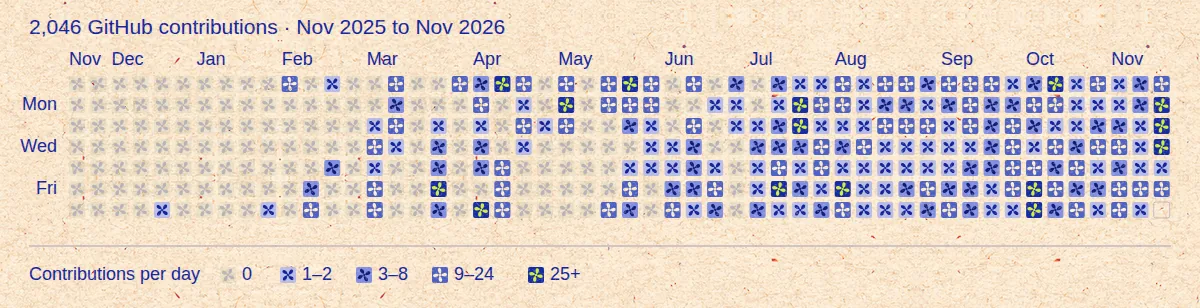 2,046 GitHub contributions · Nov 2025 to Nov 2026
Nov Dec Jan Feb Mar Apr May Jun Jul Aug Sep Oct Nov
Mon
Wed
Fri
Contributions per day 0 1–2 3–8 9–24 25+